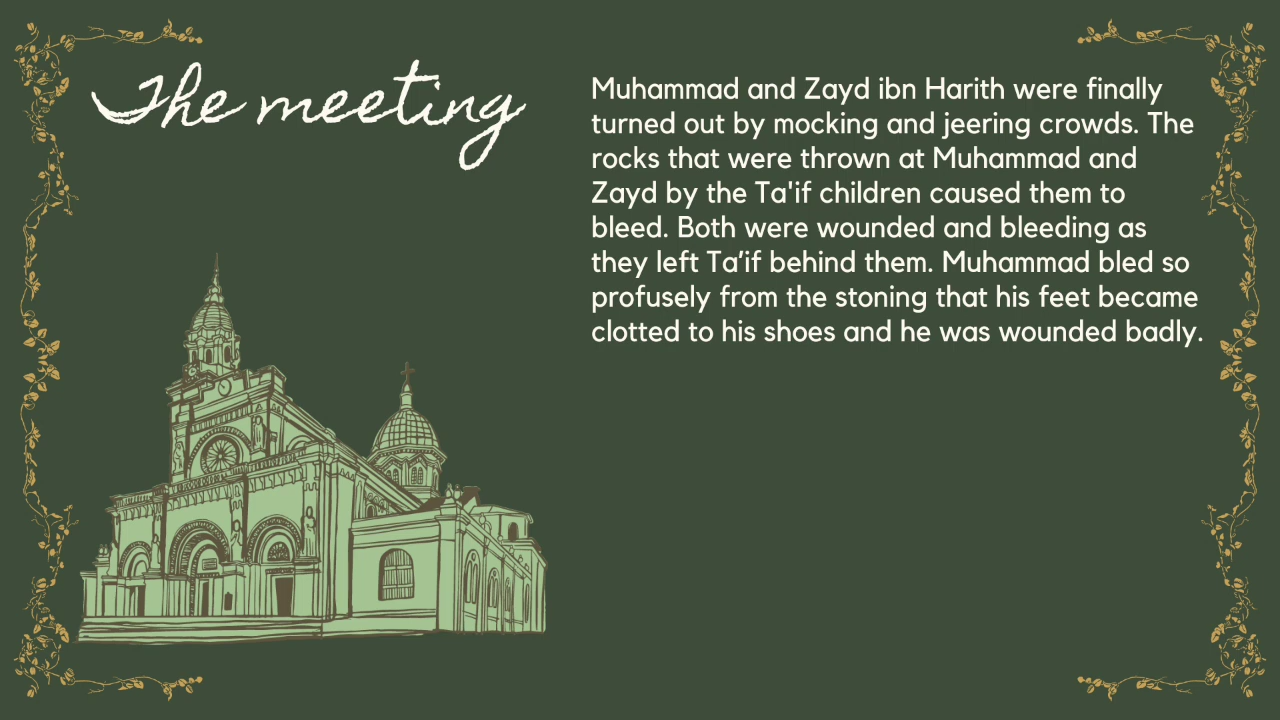 The meeting
Muhammad and Zayd ibn Harith were finally
turned out by mocking and jeering crowds. The
rocks that were thrown at Muhammad and
Zayd by the Ta'if children caused them to
bleed. Both were wounded and bleeding as
they left Ta’if behind them. Muhammad bled so
profusely from the stoning that his feet became
clotted to his shoes and he was wounded badly.